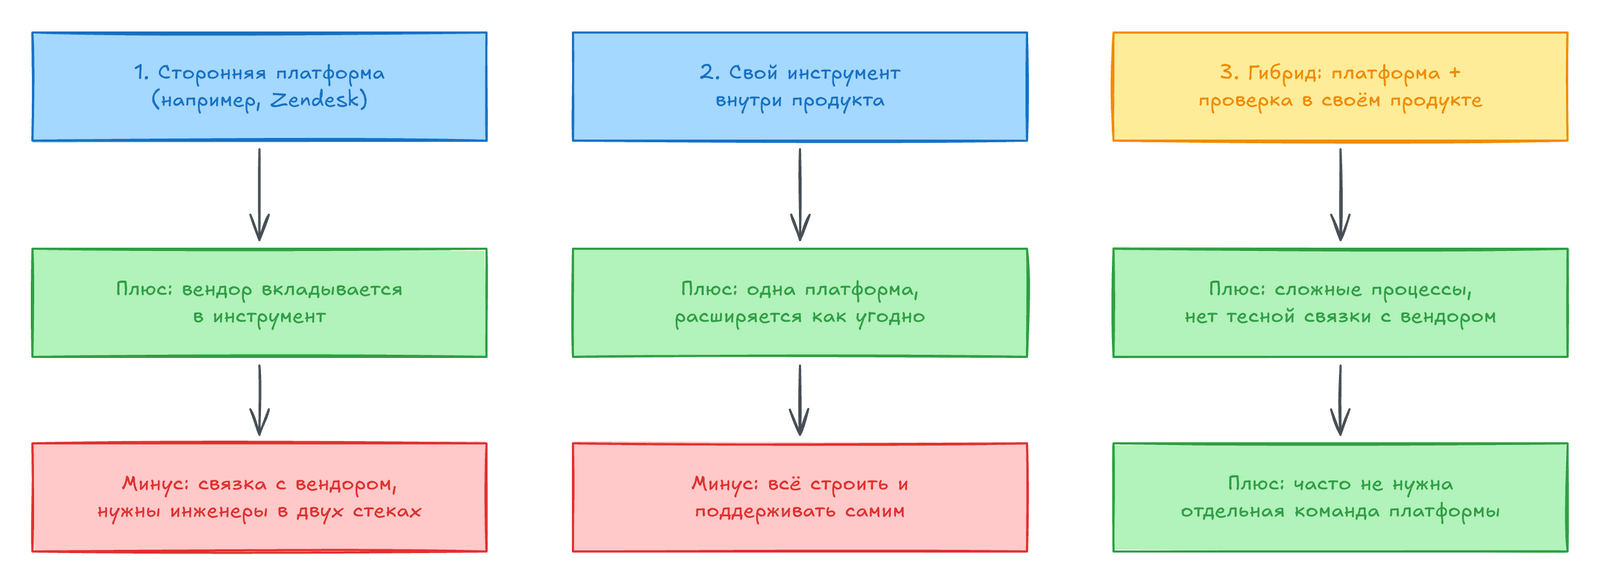 1. Сторонняя платформа
(например, Zendesk)
Плюс: вендор вкладывается
в инструмент
Минус: связка с вендором,
нужны инженеры в двух стеках
2. Свой инструмент
внутри продукта
Плюс: одна платформа,
расширяется как угодно
Минус: всё строить и
поддерживать самим
3. Гибрид: платформа +
проверка в своём продукте
Плюс: сложные процессы,
нет тесной связки с вендором
Плюс: часто не нужна
отдельная команда платформы